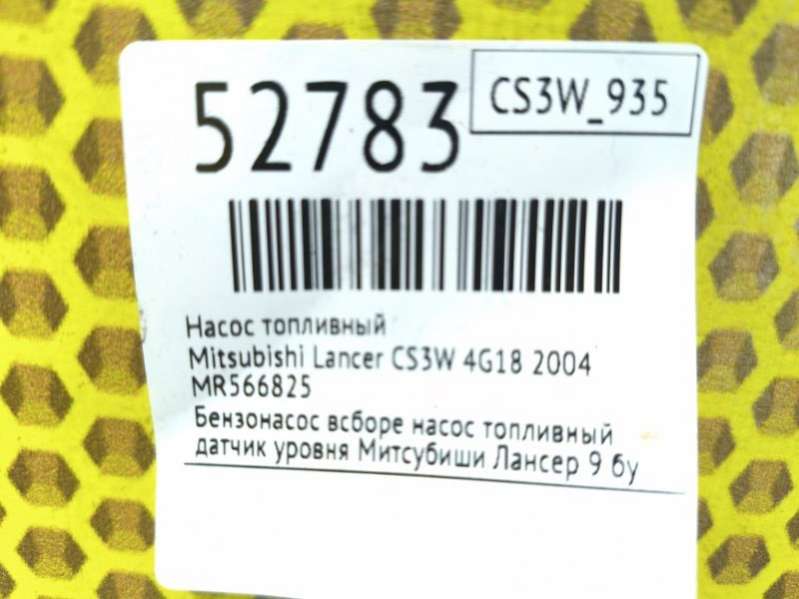 52783
CS3W_935
Насос топливный
Mitsubishi Lancer CS3W 4G18 2004
MR566825
Бензонасос всборе насос топливный
датчик уровня Митсубиши Лансер 9 бу